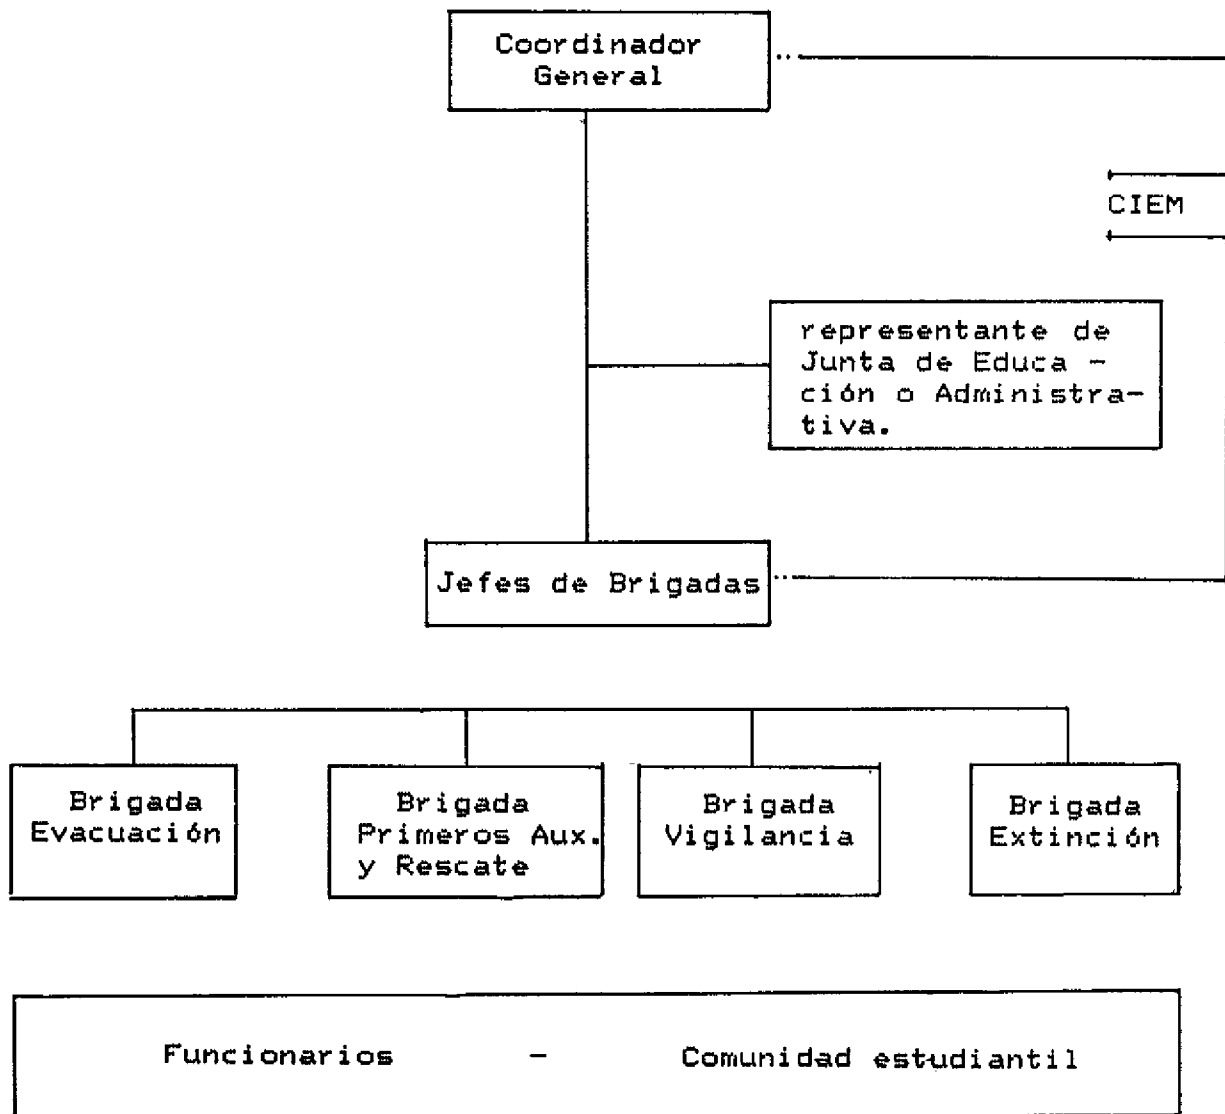 Coordinador
General
CIEM
representante de
Junta de Educa -
ción o Administra-
tiva.
Jefes de Brigadas
Brigada
Evacuación
Brigada
Primeros Aux.
y Rescate
Brigada
Vigilancia
Brigada
Extinción
Funcionarios - Comunidad estudiantil